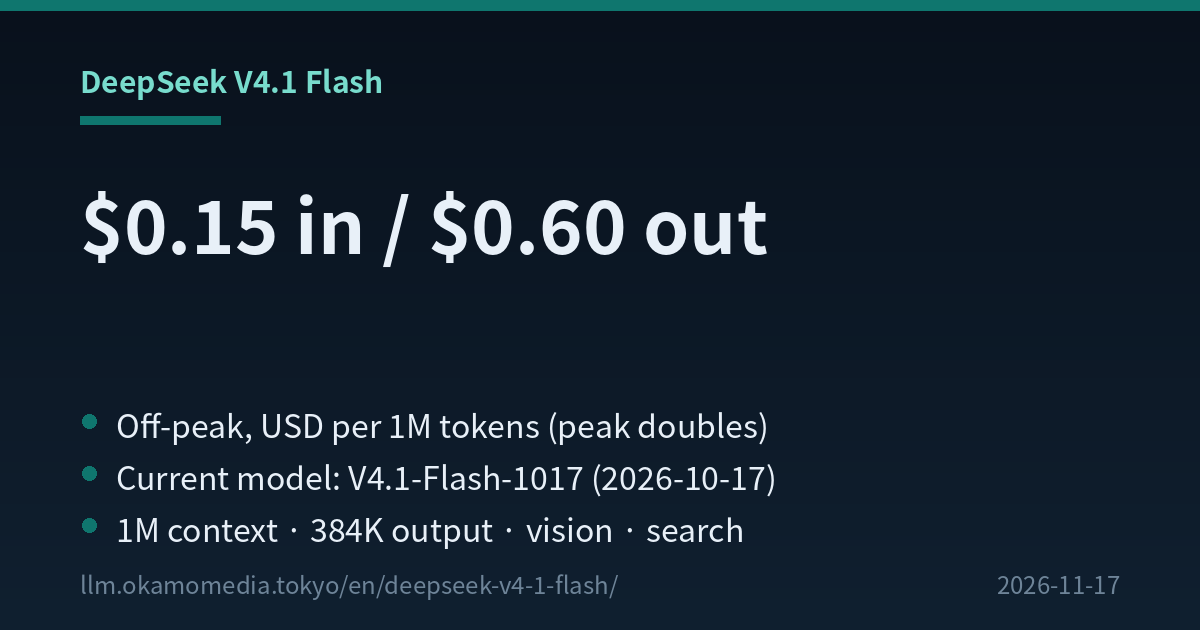 DeepSeek V4.1 Flash
$0.15 in / $0.60 out
Off-peak, USD per 1M tokens (peak doubles)
Current model: V4.1-Flash-1017 (2026-10-17)
1M context · 384K output · vision · search
llm.okamomedia.tokyo/en/deepseek-v4-1-flash/
2026-11-17